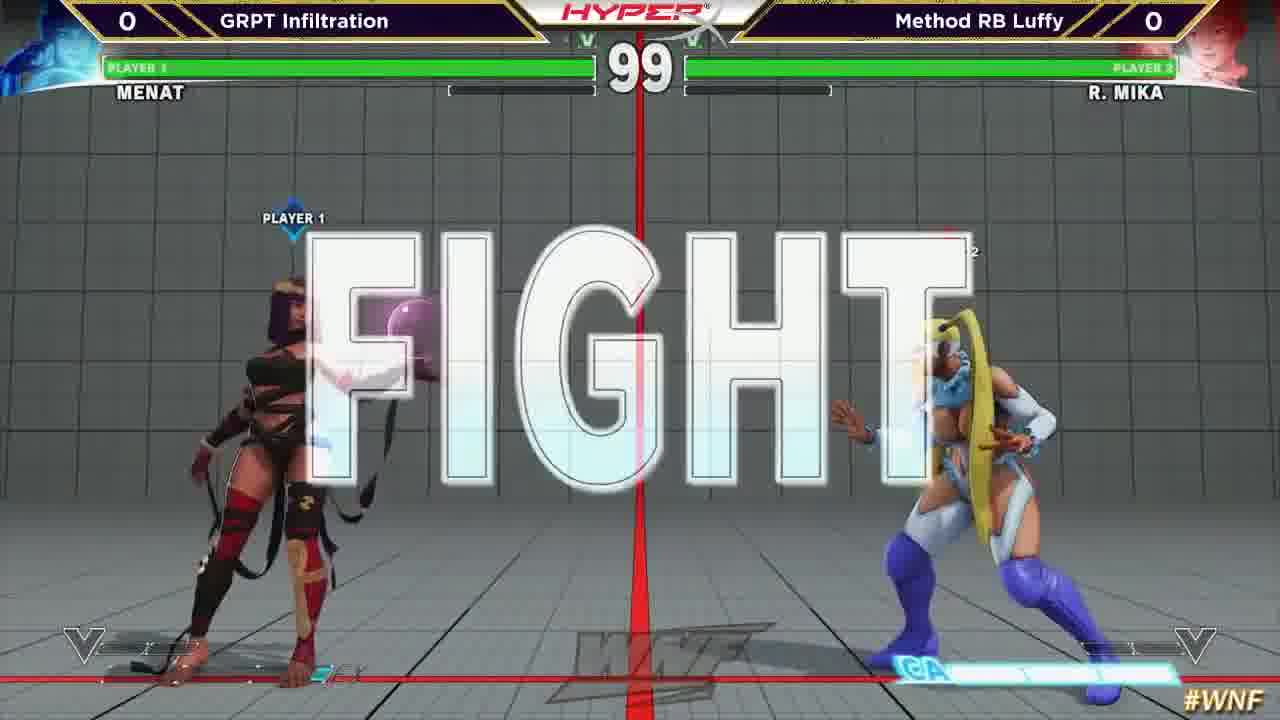 0 GRPT Infiltration HYPERX Method RB Luffy 0
V V
PLAYER 1 99 PLAYER 2
MENAT R. MIKA
PLAYER 1
2
FIGHT
V V
EX
CA
WNF
#WNF